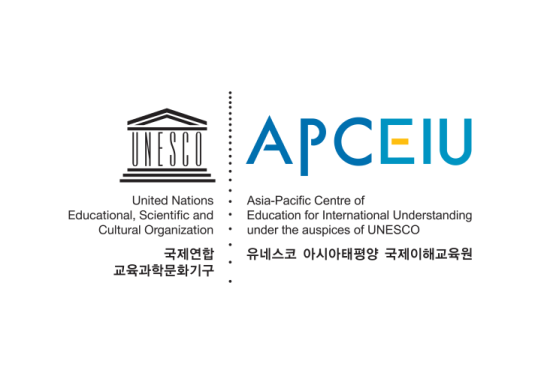 UNESCO
United Nations
Educational, Scientific and
Cultural Organization
국제연합
교육과학문화기구
APCEIU
Asia-Pacific Centre of
Education for International Understanding
under the auspices of UNESCO
유네스코 아시아태평양 국제이해교육원